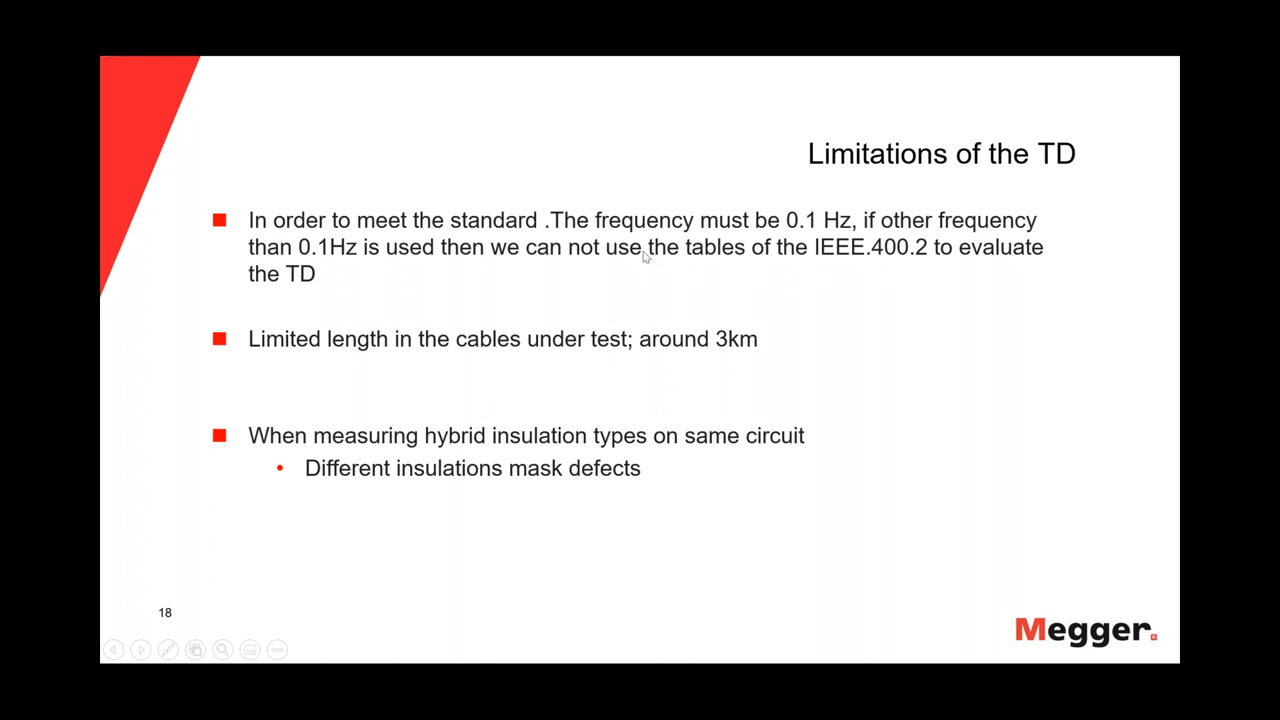 Limitations of the TD
In order to meet the standard .The frequency must be 0.1 Hz, if other frequency
than 0.1Hz is used then we can not use the tables of the IEEE.400.2 to evaluate
the TD
Limited length in the cables under test; around 3km
When measuring hybrid insulation types on same circuit
Different insulations mask defects
18
Megger.